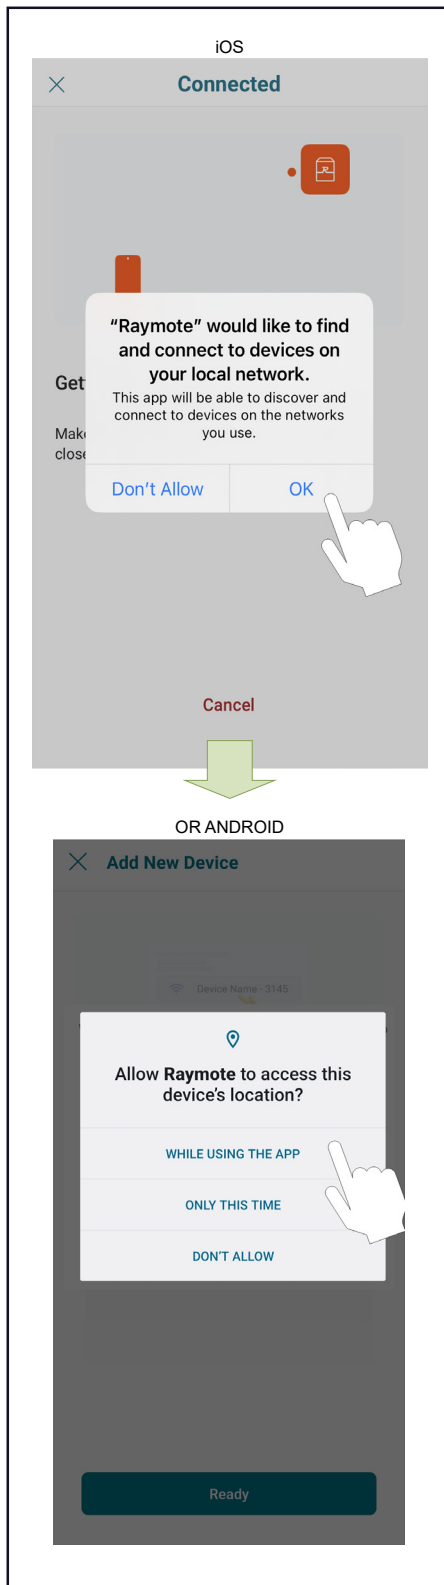 iOS
Connected
“Raymote” would like to find
and connect to devices on
your local network.
This app will be able to discover and
connect to devices on the networks
you use.
Get
Make
close
Don’t Allow
OK
Cancel
OR ANDROID
Add New Device
Device Name - 3145
Allow Raymote to access this
device’s location?
WHILE USING THE APP
ONLY THIS TIME
DON’T ALLOW
Ready